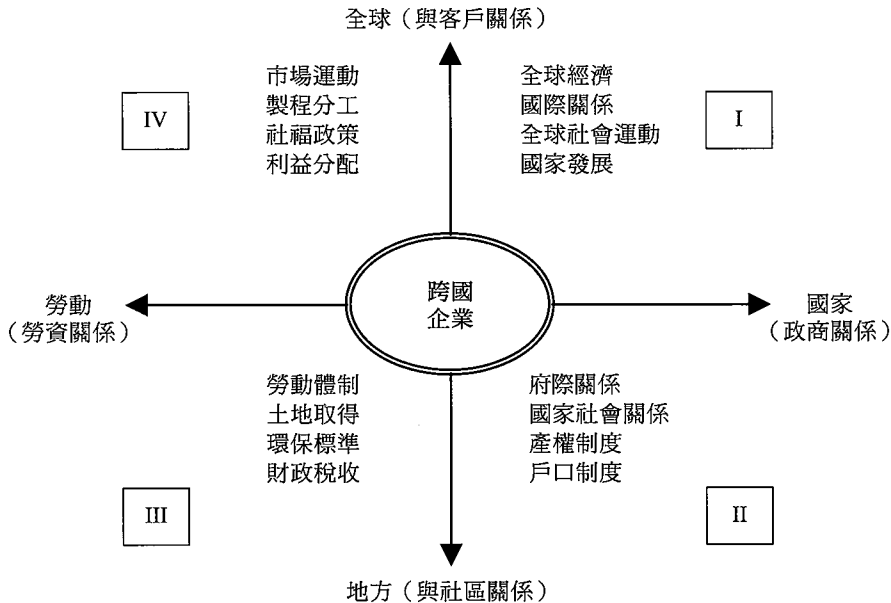 全球（與客戶關係）
市場運動
製程分工
社福政策
利益分配
全球經濟
國際關係
全球社會運動
國家發展
IV
I
勞動
（勞資關係）
跨國
企業
國家
（政商關係）
勞動體制
土地取得
環保標準
財政稅收
府際關係
國家社會關係
產權制度
戶口制度
III
II
地方（與社區關係）